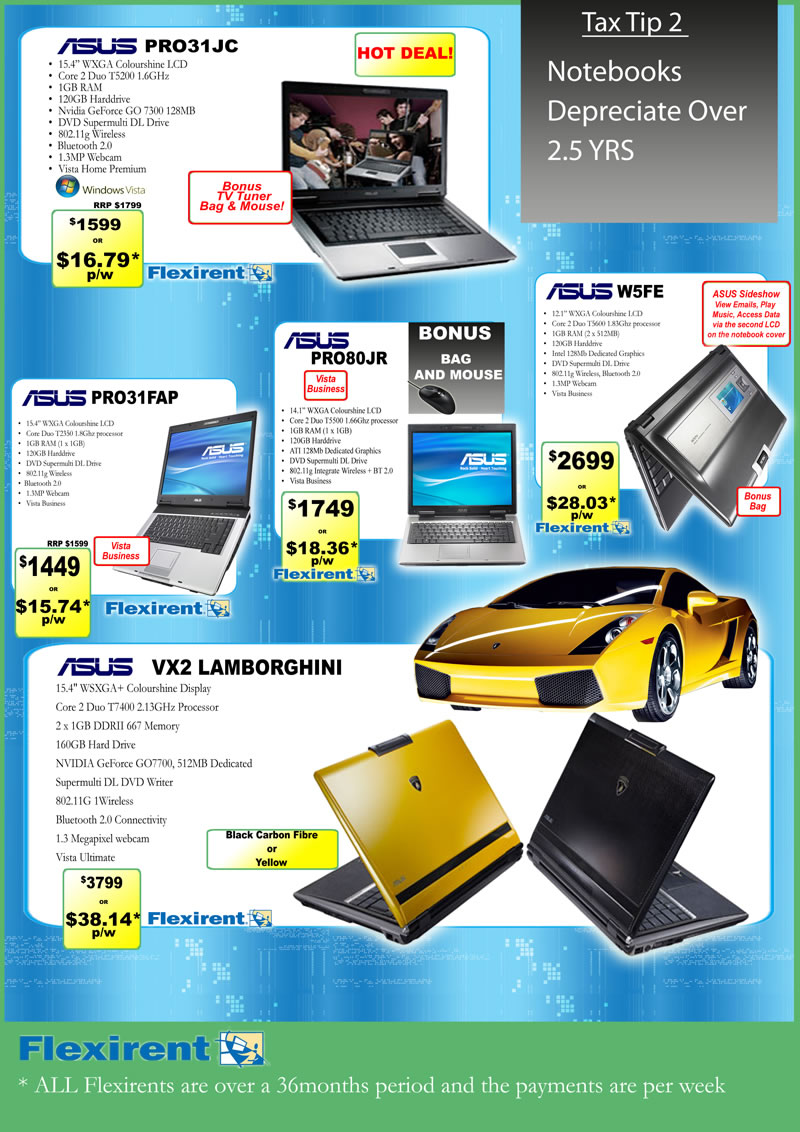 Tax Tip 2
Notebooks
Depreciate Over
2.5 YRS
ASUS PRO31JC
• 15.4" WXGA Colourshine LCD
• Core 2 Duo T5200 1.6GHz
• 1GB RAM
• 120GB Harddrive
• Nvidia GeForce GO 7300 128MB
• DVD Supermulti DL Drive
• 802.11g Wireless
• Bluetooth 2.0
• 1.3MP Webcam
• Vista Home Premium
Windows Vista
HOT DEAL!
Bonus
TV Tuner
Bag & Mouse!
RRP $1799
$1599
OR
$16.79*
p/w
Flexirent
ASUS W5FE
• 12.1" WXGA Colourshine LCD
• Core 2 Duo T5600 1.83Ghz processor
• 1GB RAM (2 x 512MB)
• 120GB Harddrive
• Intel 128Mb Dedicated Graphics
• DVD Supermulti DL Drive
• 802.11g Wireless, Bluetooth 2.0
• 1.3MP Webcam
• Vista Business
ASUS Sideshow
View Emails, Play
Music, Access Data
via the second LCD
on the notebook cover
$2699
OR
$28.03*
p/w
Flexirent
Bonus
Bag
ASUS
PRO80JR
Vista
Business
BONUS
BAG
AND MOUSE
• 14.1" WXGA Colourshine LCD
• Core 2 Duo T5500 1.66Ghz processor
• 1GB RAM (1 x 1GB)
• 120GB Harddrive
• ATI 128Mb Dedicated Graphics
• DVD Supermulti DL Drive
• 802.11g Integrate Wireless + BT 2.0
• Vista Business
ASUS
Rock Solid · Heart Touching
$1749
OR
$18.36*
p/w
Flexirent
ASUS PRO31FAP
• 15.4" WXGA Colourshine LCD
• Core Duo T2350 1.8Ghz processor
• 1GB RAM (1 x 1GB)
• 120GB Harddrive
• DVD Supermulti DL Drive
• 802.11g Wireless
• Bluetooth 2.0
• 1.3MP Webcam
• Vista Business
ASUS
Rock Solid · Heart Touching
RRP $1599
$1449
OR
$15.74*
p/w
Vista
Business
Flexirent
ASUS VX2 LAMBORGHINI
15.4" WSXGA+ Colourshine Display
Core 2 Duo T7400 2.13GHz Processor
2 x 1GB DDRII 667 Memory
160GB Hard Drive
NVIDIA GeForce GO7700, 512MB Dedicated
Supermulti DL DVD Writer
802.11G 1Wireless
Bluetooth 2.0 Connectivity
1.3 Megapixel webcam
Vista Ultimate
Black Carbon Fibre
or
Yellow
$3799
OR
$38.14*
p/w
Flexirent
ASUS
Flexirent
* ALL Flexirents are over a 36months period and the payments are per week